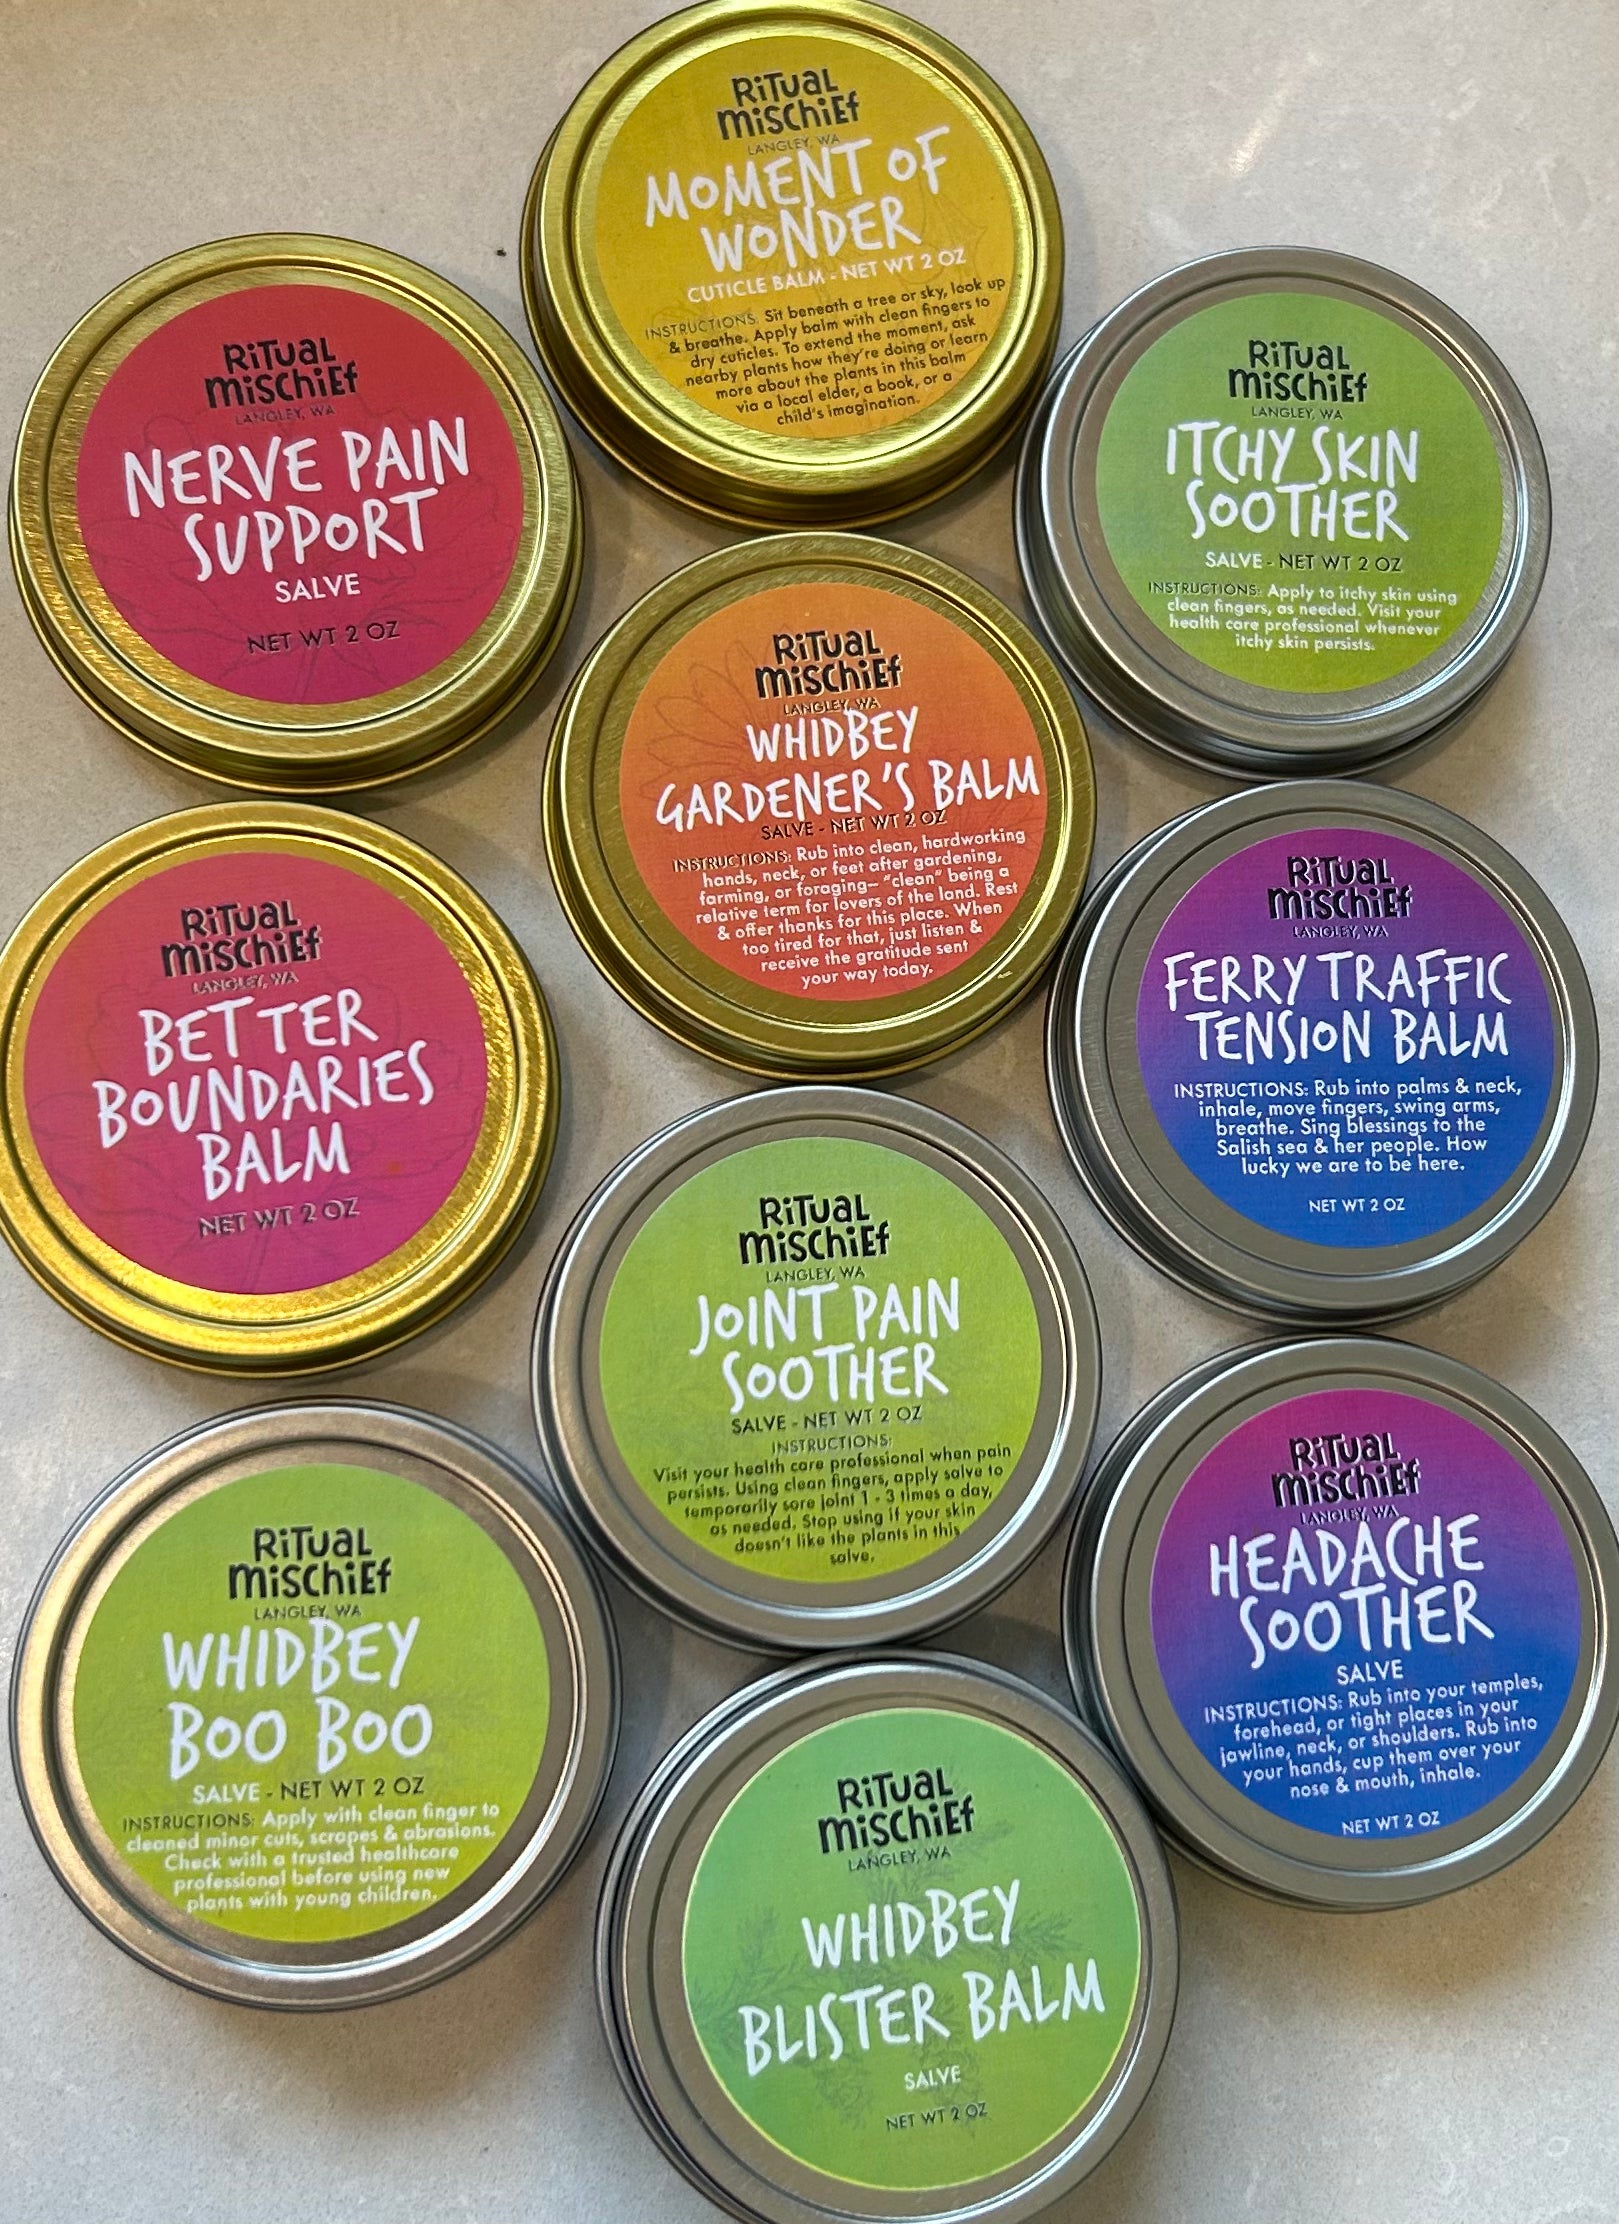 RiTuaL
MiSchiEf
LANGLEY, WA
MOMENT OF
WONDER
CUTICLE BALM - NET WT 2 OZ
INSTRUCTIONS: Sit beneath a tree or sky, look up
& breathe. Apply balm with clean fingers to
dry cuticles. To extend the moment, ask
nearby plants how they're doing or learn
more about the plants in this balm
via a local elder, a book, or a
child's imagination.
RiTuaL
MiSchiEf
LANGLEY, WA
NERVE PAIN
SUPPORT
SALVE
NET WT 2 OZ
RiTuaL
MiSchiEf
LANGLEY, WA
ITCHY SKIN
SOOTHER
SALVE - NET WT 2 OZ
INSTRUCTIONS: Apply to itchy skin using
clean fingers, as needed. Visit your
health care professional whenever
itchy skin persists.
RiTuaL
MiSchiEf
LANGLEY, WA
WHIDBEY
GARDENER'S BALM
SALVE - NET WT 2 OZ
INSTRUCTIONS: Rub into clean, hardworking
hands, neck, or feet after gardening,
farming, or foraging– "clean" being a
relative term for lovers of the land. Rest
& offer thanks for this place. When
too tired for that, just listen &
receive the gratitude sent
your way today.
RiTuaL
MiSchiEf
LANGLEY, WA
BETTER
BOUNDARIES
BALM
NET WT 2 OZ
RiTuaL
MiSchiEf
LANGLEY, WA
FERRY TRAFFIC
TENSION BALM
INSTRUCTIONS: Rub into palms & neck,
inhale, move fingers, swing arms,
breathe. Sing blessings to the
Salish sea & her people. How
lucky we are to be here.
NET WT 2 OZ
RiTuaL
MiSchiEf
LANGLEY, WA
JOINT PAIN
SOOTHER
SALVE - NET WT 2 OZ
INSTRUCTIONS:
Visit your health care professional when pain
persists. Using clean fingers, apply salve to
temporarily sore joint 1 - 3 times a day,
as needed. Stop using if your skin
doesn't like the plants in this
salve.
RiTuaL
MiSchiEf
LANGLEY, WA
WHIDBEY
BOO BOO
SALVE - NET WT 2 OZ
INSTRUCTIONS: Apply with clean finger to
cleaned minor cuts, scrapes & abrasions.
Check with a trusted healthcare
professional before using new
plants with young children.
RiTuaL
MiSchiEf
LANGLEY, WA
HEADACHE
SOOTHER
SALVE
INSTRUCTIONS: Rub into your temples,
forehead, or tight places in your
jawline, neck, or shoulders. Rub into
your hands, cup them over your
nose & mouth, inhale.
NET WT 2 OZ
RiTuaL
MiSchiEf
LANGLEY, WA
WHIDBEY
BLISTER BALM
SALVE
NET WT 2 OZ